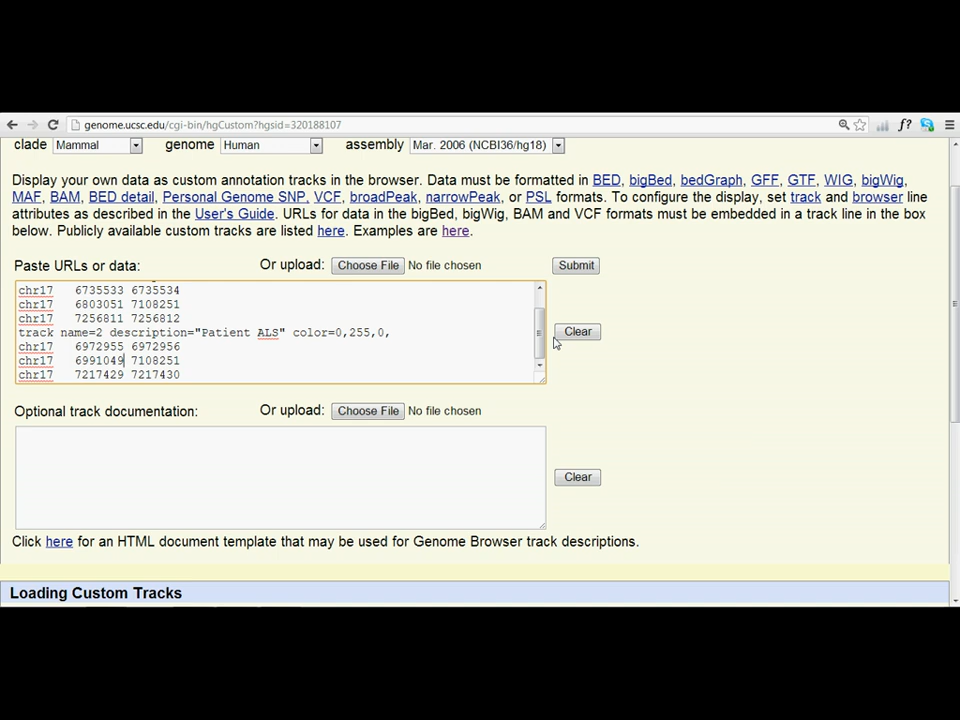 genome.ucsc.edu/cgi-bin/hgCustom?hgsid=320188107
clade Mammal genome Human assembly Mar. 2006 (NCBI36/hg18)
Display your own data as custom annotation tracks in the browser. Data must be formatted in BED, bigBed, bedGraph, GFF, GTF, WIG, bigWig,
MAF, BAM, BED detail, Personal Genome SNP, VCF, broadPeak, narrowPeak, or PSL formats. To configure the display, set track and browser line
attributes as described in the User's Guide. URLs for data in the bigBed, bigWig, BAM and VCF formats must be embedded in a track line in the box
below. Publicly available custom tracks are listed here. Examples are here.
Paste URLs or data: Or upload: Choose File No file chosen Submit
chr17 6735533 6735534
chr17 6803051 7108251
chr17 7256811 7256812
track name=2 description="Patient ALS" color=0,255,0,
Clear
chr17 6972955 6972956
chr17 6991049 7108251
chr17 7217429 7217430
Optional track documentation: Or upload: Choose File No file chosen
Clear
Click here for an HTML document template that may be used for Genome Browser track descriptions.
Loading Custom Tracks